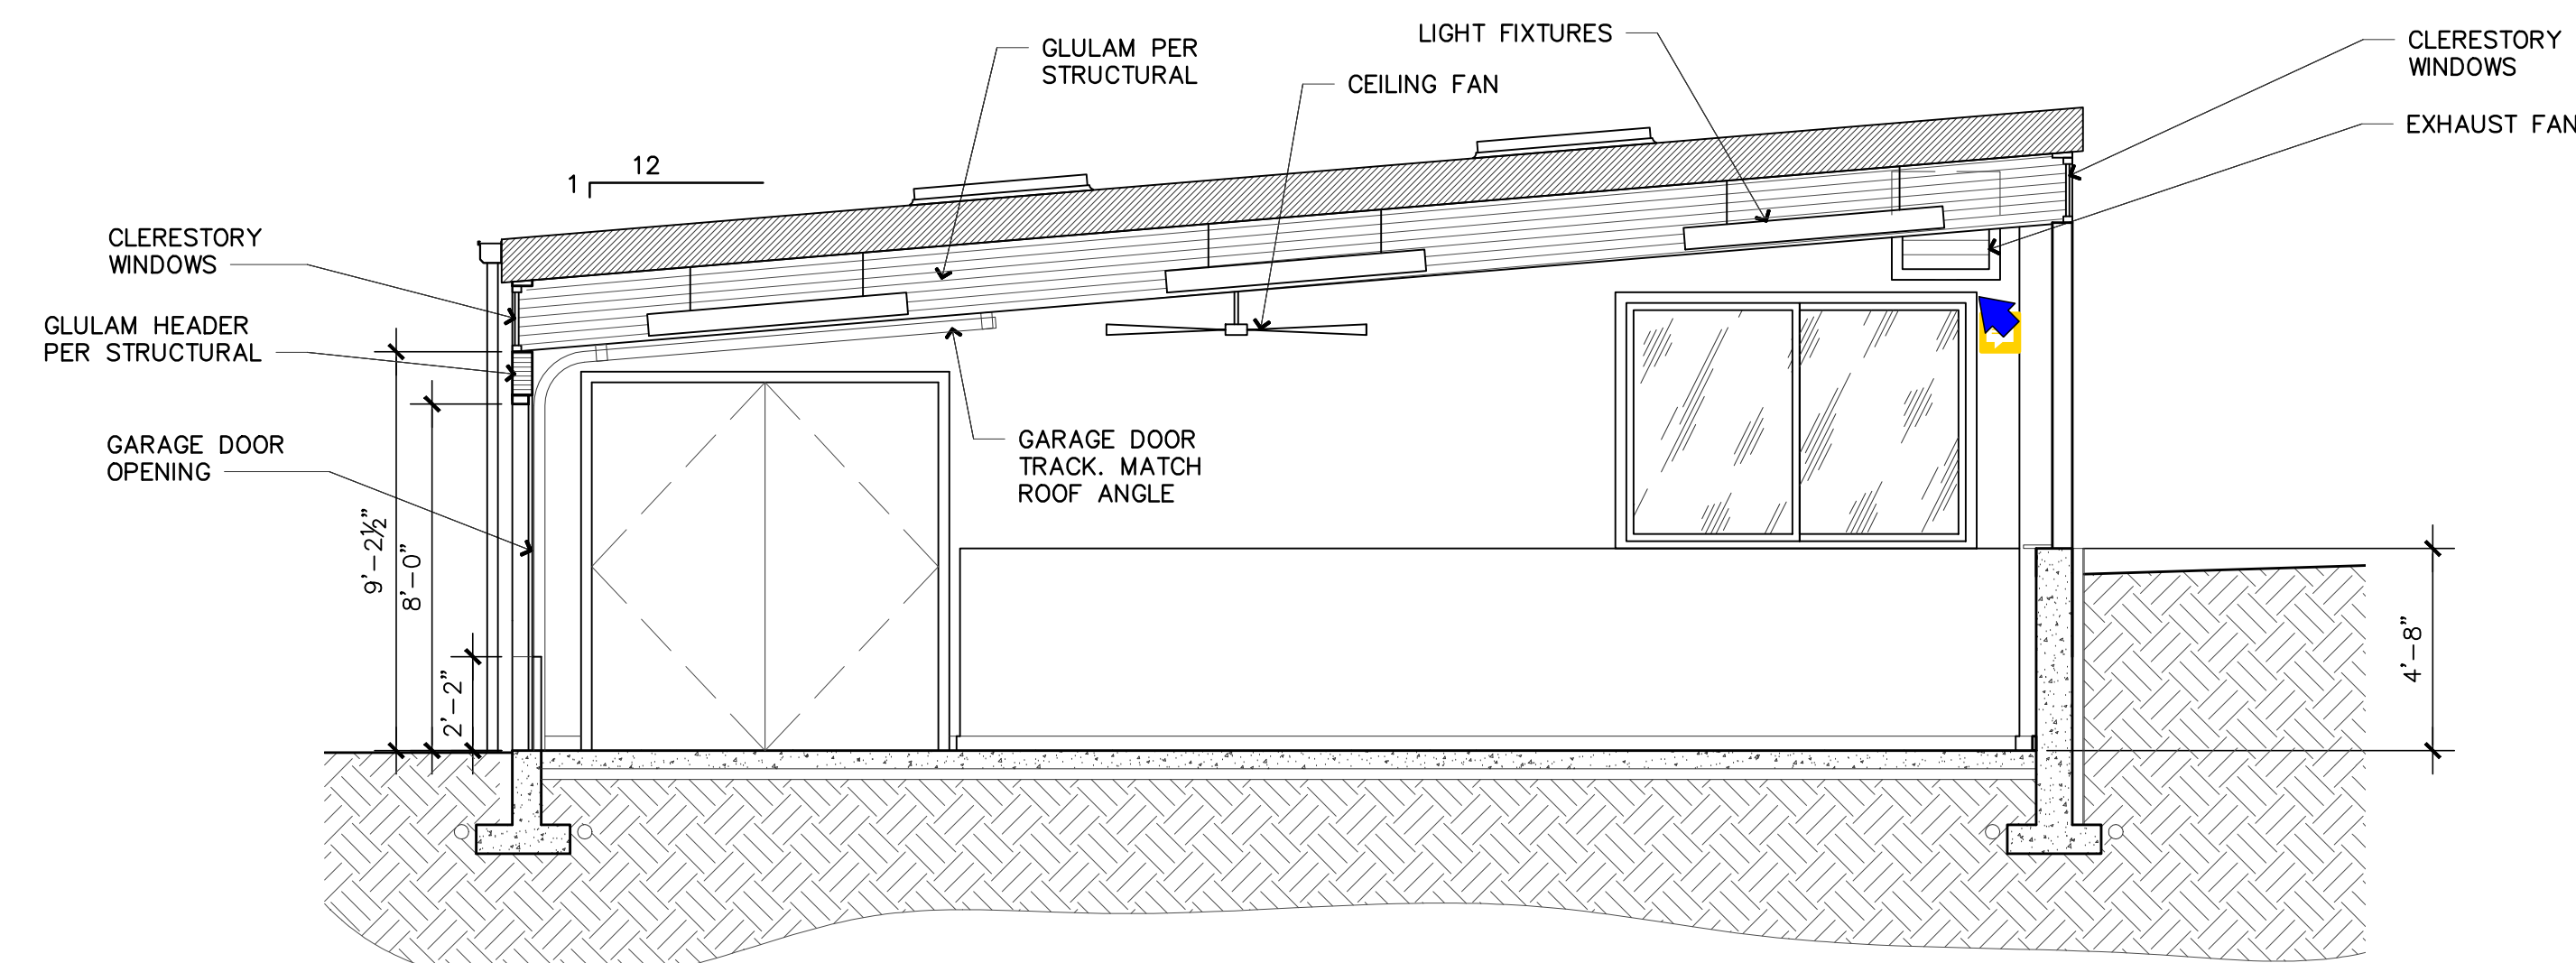 LIGHT FIXTURES
GLULAM PER
STRUCTURAL
CEILING FAN
CLERESTORY
WINDOWS
EXHAUST FAN
12
1
CLERESTORY
WINDOWS
GLULAM HEADER
PER STRUCTURAL
GARAGE DOOR
OPENING
GARAGE DOOR
TRACK. MATCH
ROOF ANGLE
9'-2½"
8'-0"
2'-2"
4'-8"